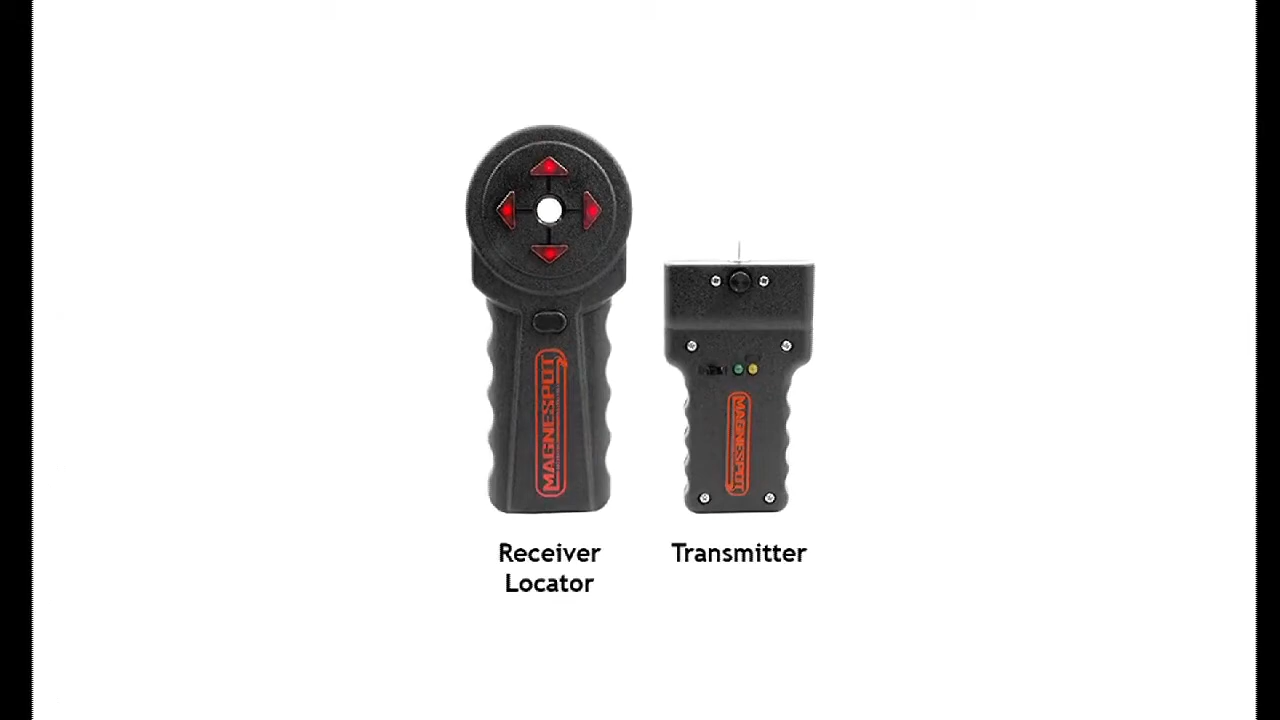 MAGNESPOT
MAGNESPOT
Receiver
Locator
Transmitter